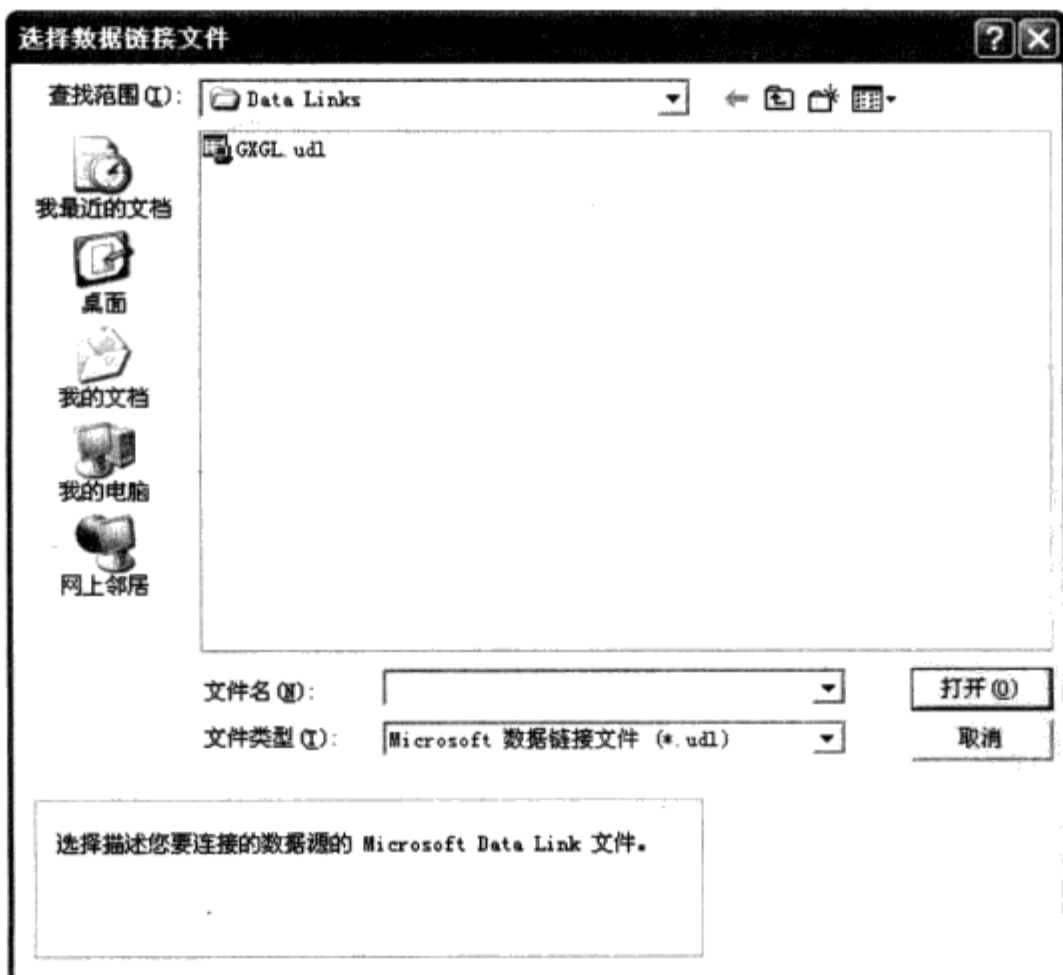 选择数据链接文件
查找范围(I):
Data Links
GXGL.udl
我最近的文档
桌面
我的文档
我的电脑
网上邻居
文件名(N):
打开(O)
文件类型(T):
Microsoft 数据链接文件 (*.udl)
取消
选择描述您要连接的数据源的 Microsoft Data Link 文件。